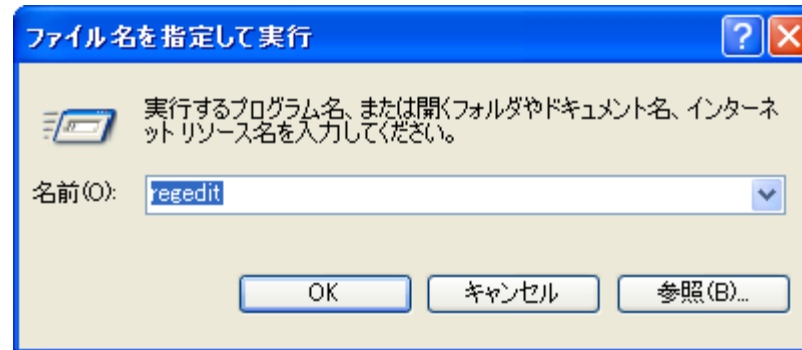 ファイル名を指定して実行
実行するプログラム名、または開くフォルダやドキュメント名、インターネ
ット リソース名を入力してください。
名前(O): regedit
OK キャンセル 参照(B)...